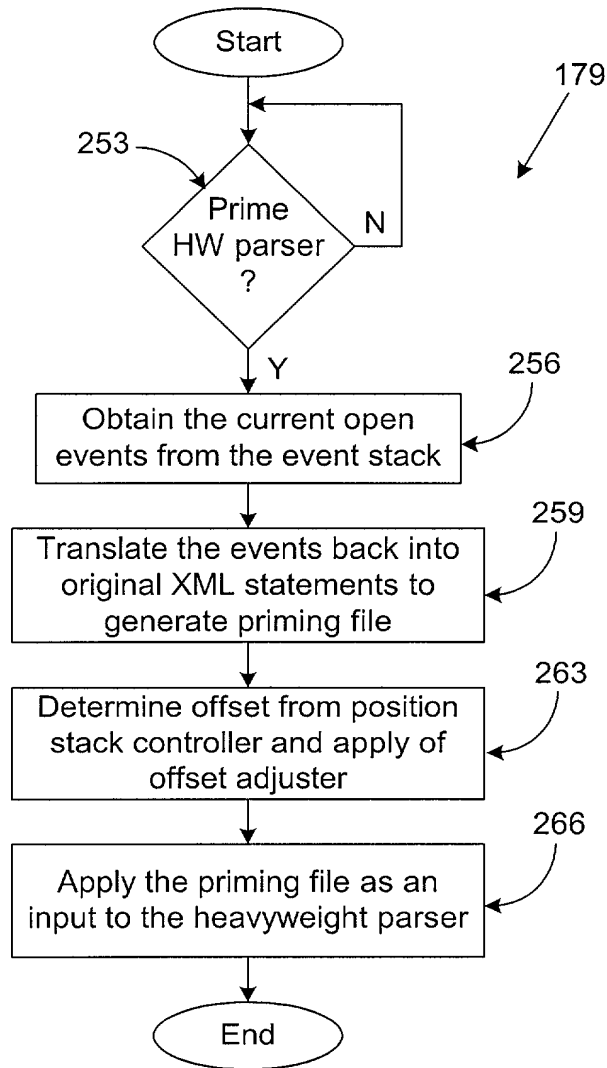 Start
179
253
Prime
HW parser
?
N
Y
256
Obtain the current open
events from the event stack
259
Translate the events back into
original XML statements to
generate priming file
263
Determine offset from position
stack controller and apply of
offset adjuster
266
Apply the priming file as an
input to the heavyweight parser
End